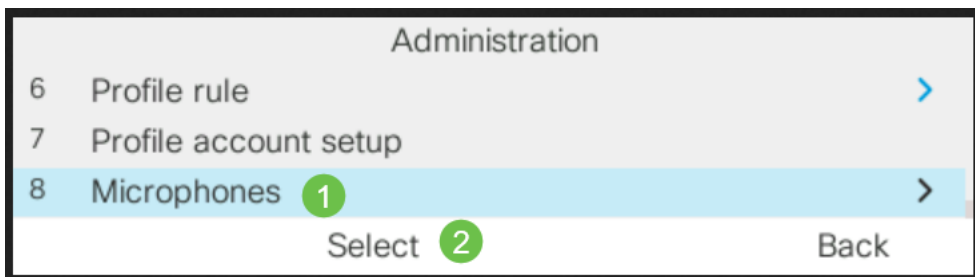 Administration
6 Profile rule
7 Profile account setup
8 Microphones 1
Select 2 Back